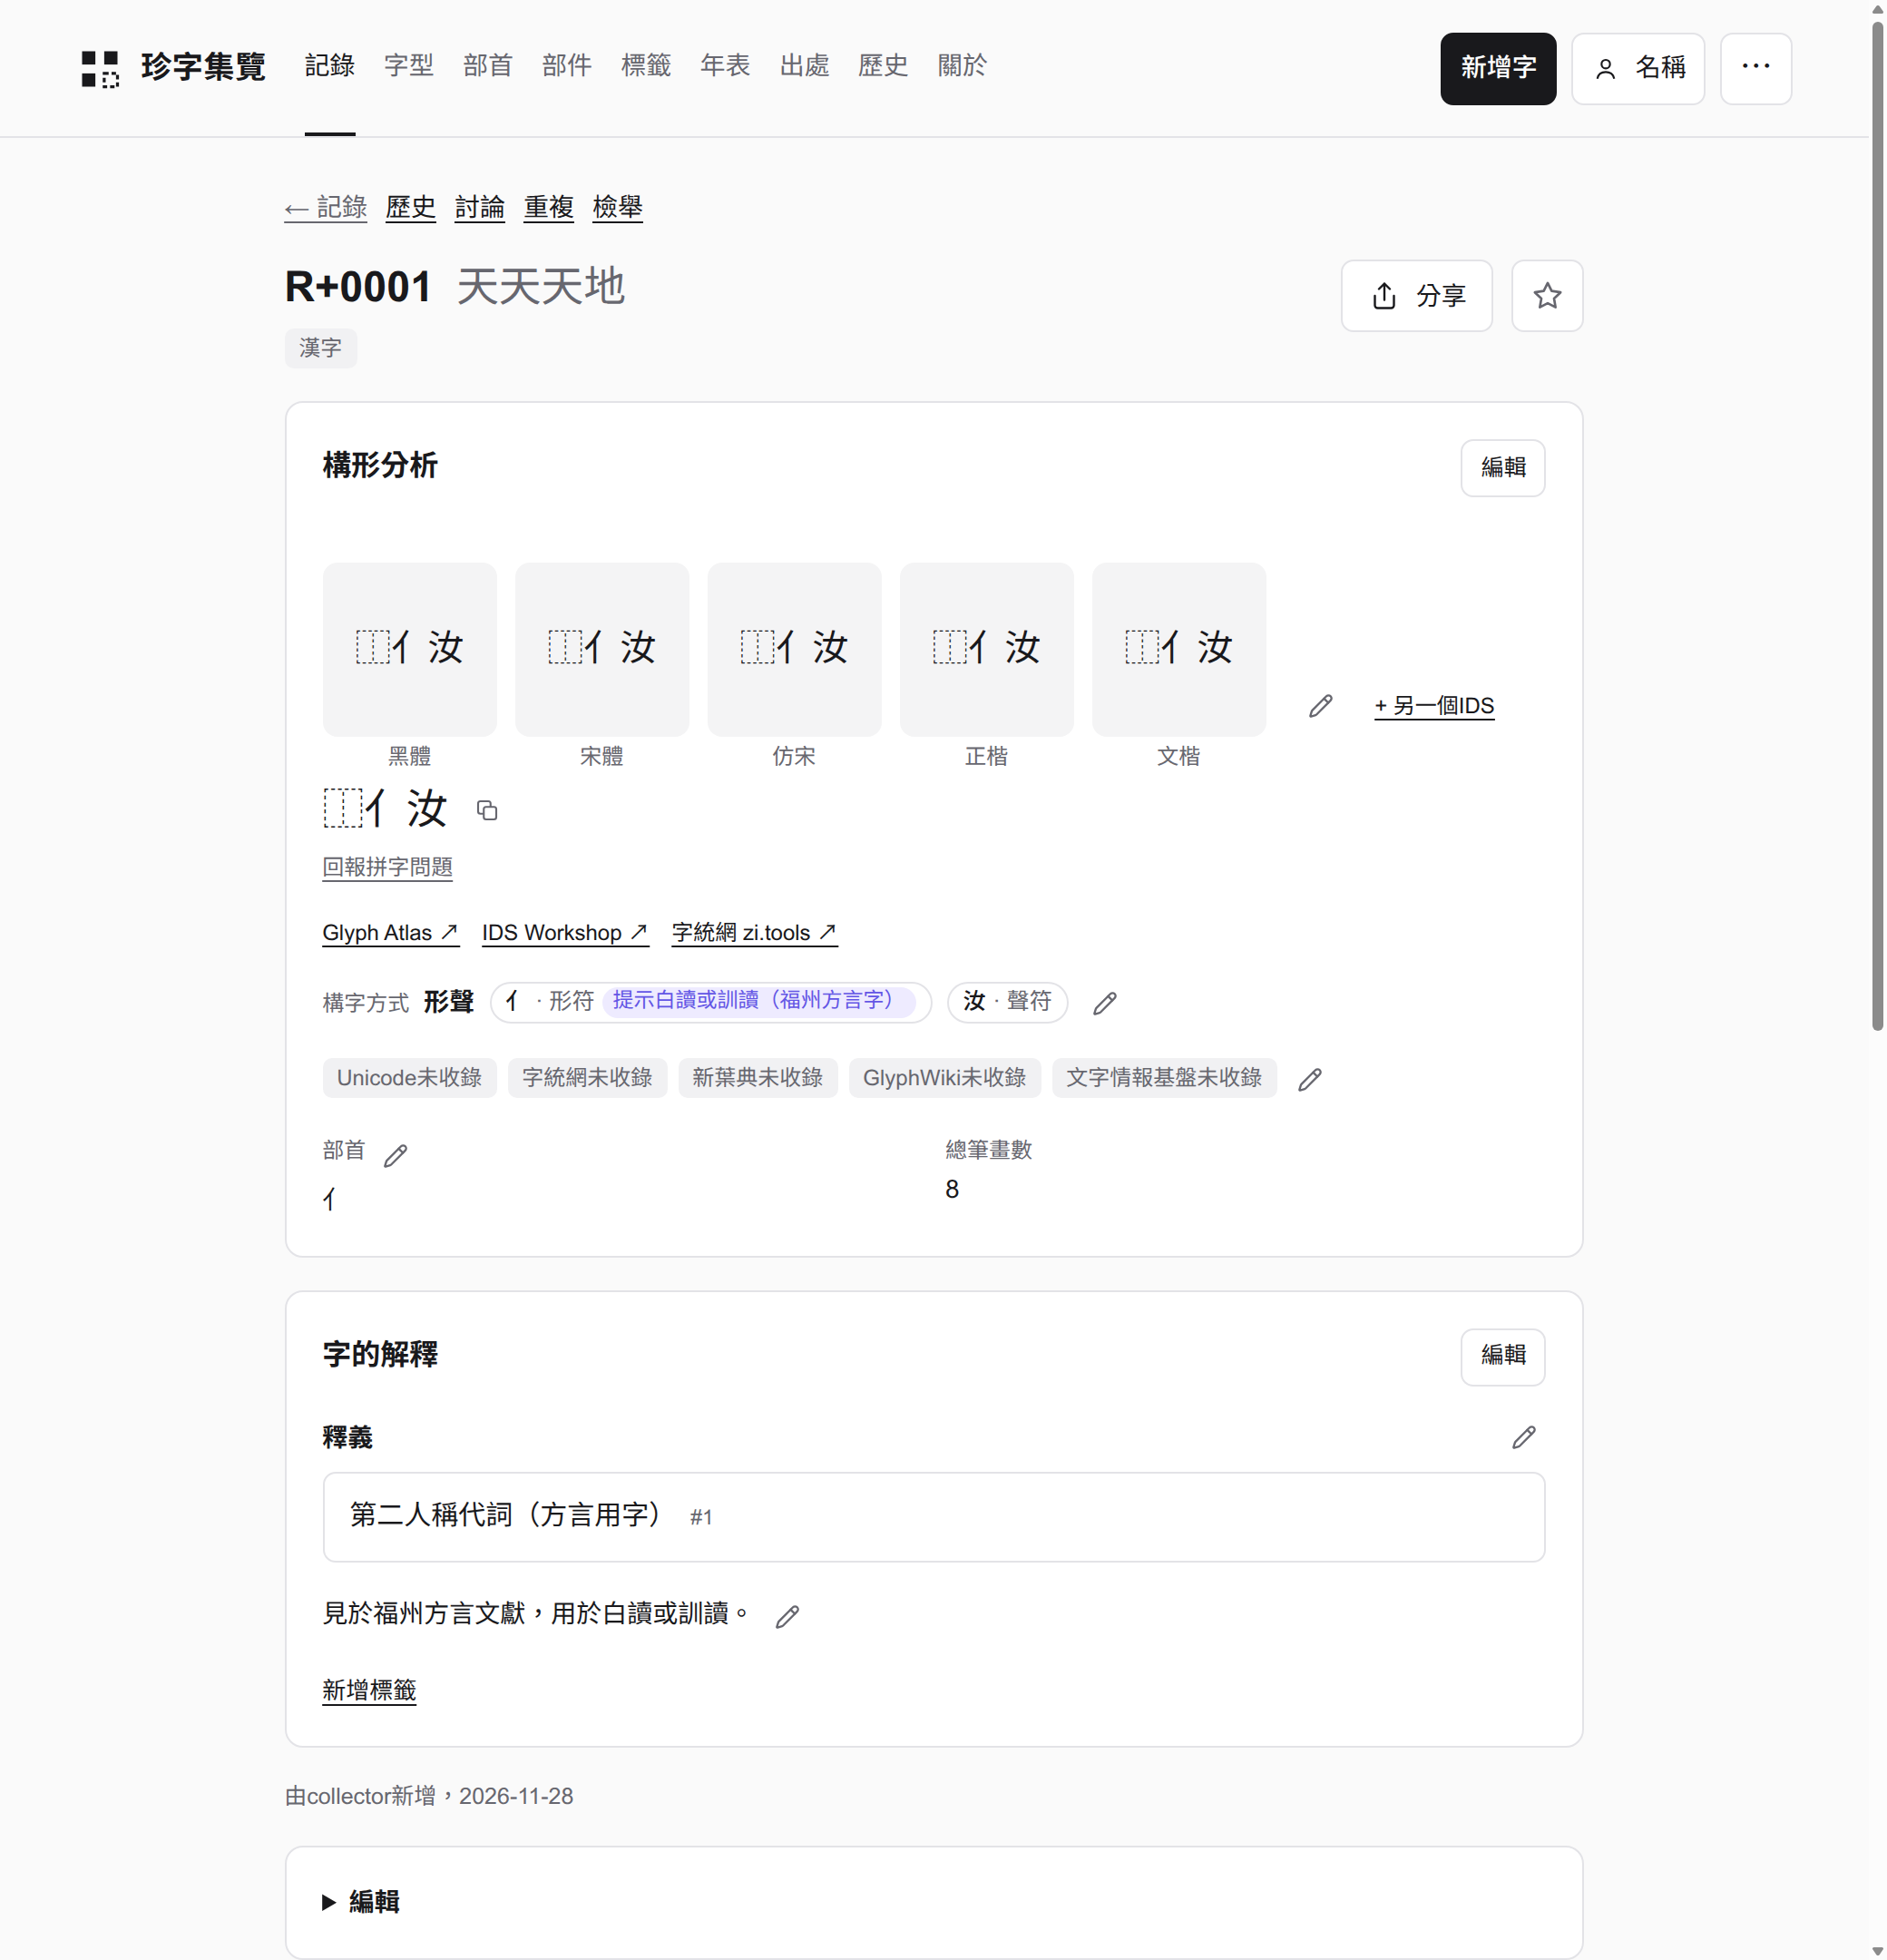 珍字集覽 記錄 字型 部首 部件 標籤 年表 出處 歷史 關於 新增字 名稱 ···
← 記錄 歷史 討論 重複 檢舉
R+0001 天天天地 分享
漢字
構形分析 編輯
⿰亻汝 ⿰亻汝 ⿰亻汝 ⿰亻汝 ⿰亻汝
+ 另一個IDS
黑體 宋體 仿宋 正楷 文楷
⿰亻汝
回報拼字問題
Glyph Atlas ↗ IDS Workshop ↗ 字統網 zi.tools ↗
構字方式 形聲 亻 · 形符 提示白讀或訓讀（福州方言字） 汝 · 聲符
Unicode未收錄 字統網未收錄 新葉典未收錄 GlyphWiki未收錄 文字情報基盤未收錄
部首 總筆畫數
亻 8
字的解釋 編輯
釋義
第二人稱代詞（方言用字） #1
見於福州方言文獻，用於白讀或訓讀。
新增標籤
由collector新增，2026-11-28
▶ 編輯